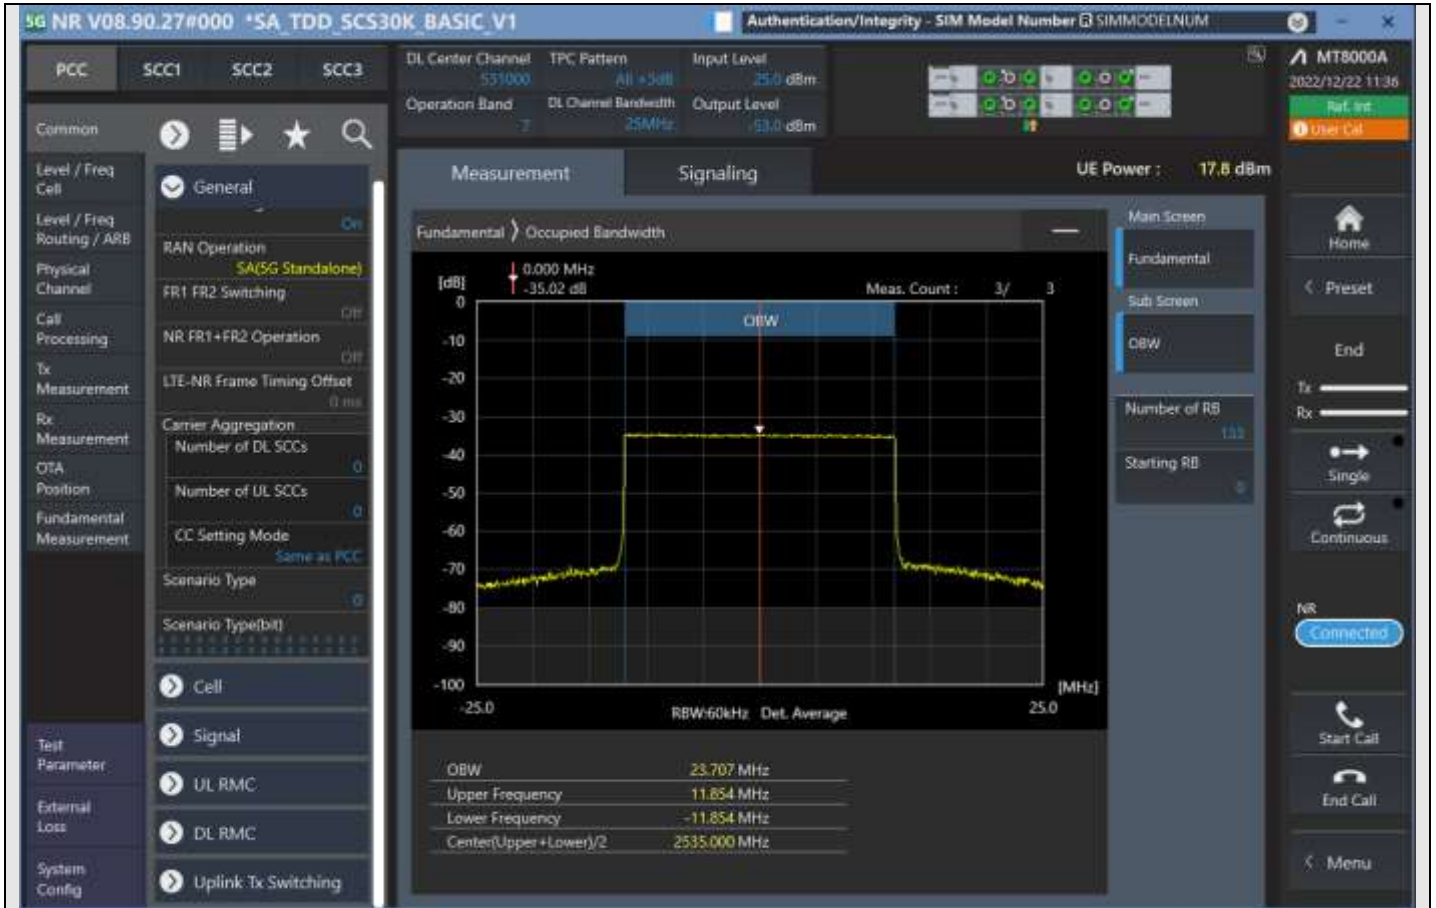 5G NR V08.90.27#000 *SA_TDD_SCS30K_BASIC_V1
Authentication/Integrity - SIM Model Number SIMMODELNUM
PCC SCC1 SCC2 SCC3
DL Center Channel TPC Pattern Input Level
531000 All +3dB 25.0 dBm
Operation Band DL Channel Bandwidth Output Level
7 25MHz -53.0 dBm
MT8000A
2022/12/22 11:36
Ref. Int
User Cal
Common
Level / Freq
Cell
Level / Freq
Routing / ARB
Physical
Channel
Call
Processing
Tx
Measurement
Rx
Measurement
OTA
Position
Fundamental
Measurement
Test
Parameter
External
Loss
System
Config
General
On
RAN Operation
SA(5G Standalone)
FR1 FR2 Switching
Off
NR FR1+FR2 Operation
Off
LTE-NR Frame Timing Offset
0 ms
Carrier Aggregation
Number of DL SCCs
0
Number of UL SCCs
0
CC Setting Mode
Same as PCC
Scenario Type
0
Scenario Type(bit)
Cell
Signal
UL RMC
DL RMC
Uplink Tx Switching
Measurement Signaling
UE Power : 17.8 dBm
Fundamental Occupied Bandwidth
[dB] 0.000 MHz
-35.02 dB
Meas. Count : 3/ 3
OBW
0
-10
-20
-30
-40
-50
-60
-70
-80
-90
-100
[MHz]
-25.0 RBW:60kHz Det. Average 25.0
OBW 23.707 MHz
Upper Frequency 11.854 MHz
Lower Frequency -11.854 MHz
Center(Upper+Lower)/2 2535.000 MHz
Main Screen
Fundamental
Sub Screen
OBW
Number of RB
133
Starting RB
0
Home
Preset
End
Tx
Rx
Single
Continuous
NR
Connected
Start Call
End Call
Menu